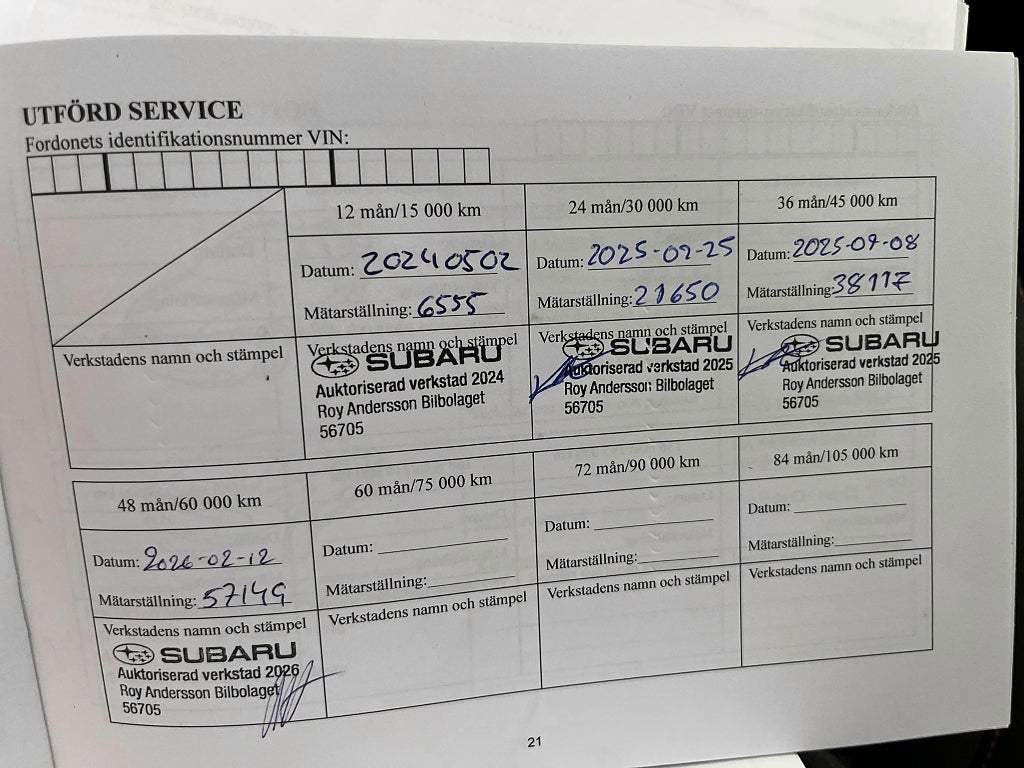 UTFÖRD SERVICE
Fordonets identifikationsnummer VIN:
12 mån/15 000 km
24 mån/30 000 km
36 mån/45 000 km
Datum: 20240502
Datum: 2025-02-25
Datum: 2025-07-08
Mätarställning: 6555
Mätarställning: 21650
Mätarställning: 38117
Verkstadens namn och stämpel
Verkstadens namn och stämpel
SUBARU
Auktoriserad verkstad 2024
Roy Andersson Bilbolaget
56705
Verkstadens namn och stämpel
SUBARU
Auktoriserad verkstad 2025
Roy Andersson Bilbolaget
56705
Verkstadens namn och stämpel
SUBARU
Auktoriserad verkstad 2025
Roy Andersson Bilbolaget
56705
48 mån/60 000 km
60 mån/75 000 km
72 mån/90 000 km
84 mån/105 000 km
Datum: 2026-02-12
Datum:
Datum:
Datum:
Mätarställning: 57149
Mätarställning:
Mätarställning:
Mätarställning:
Verkstadens namn och stämpel
SUBARU
Auktoriserad verkstad 2026
Roy Andersson Bilbolaget
56705
Verkstadens namn och stämpel
Verkstadens namn och stämpel
Verkstadens namn och stämpel
21